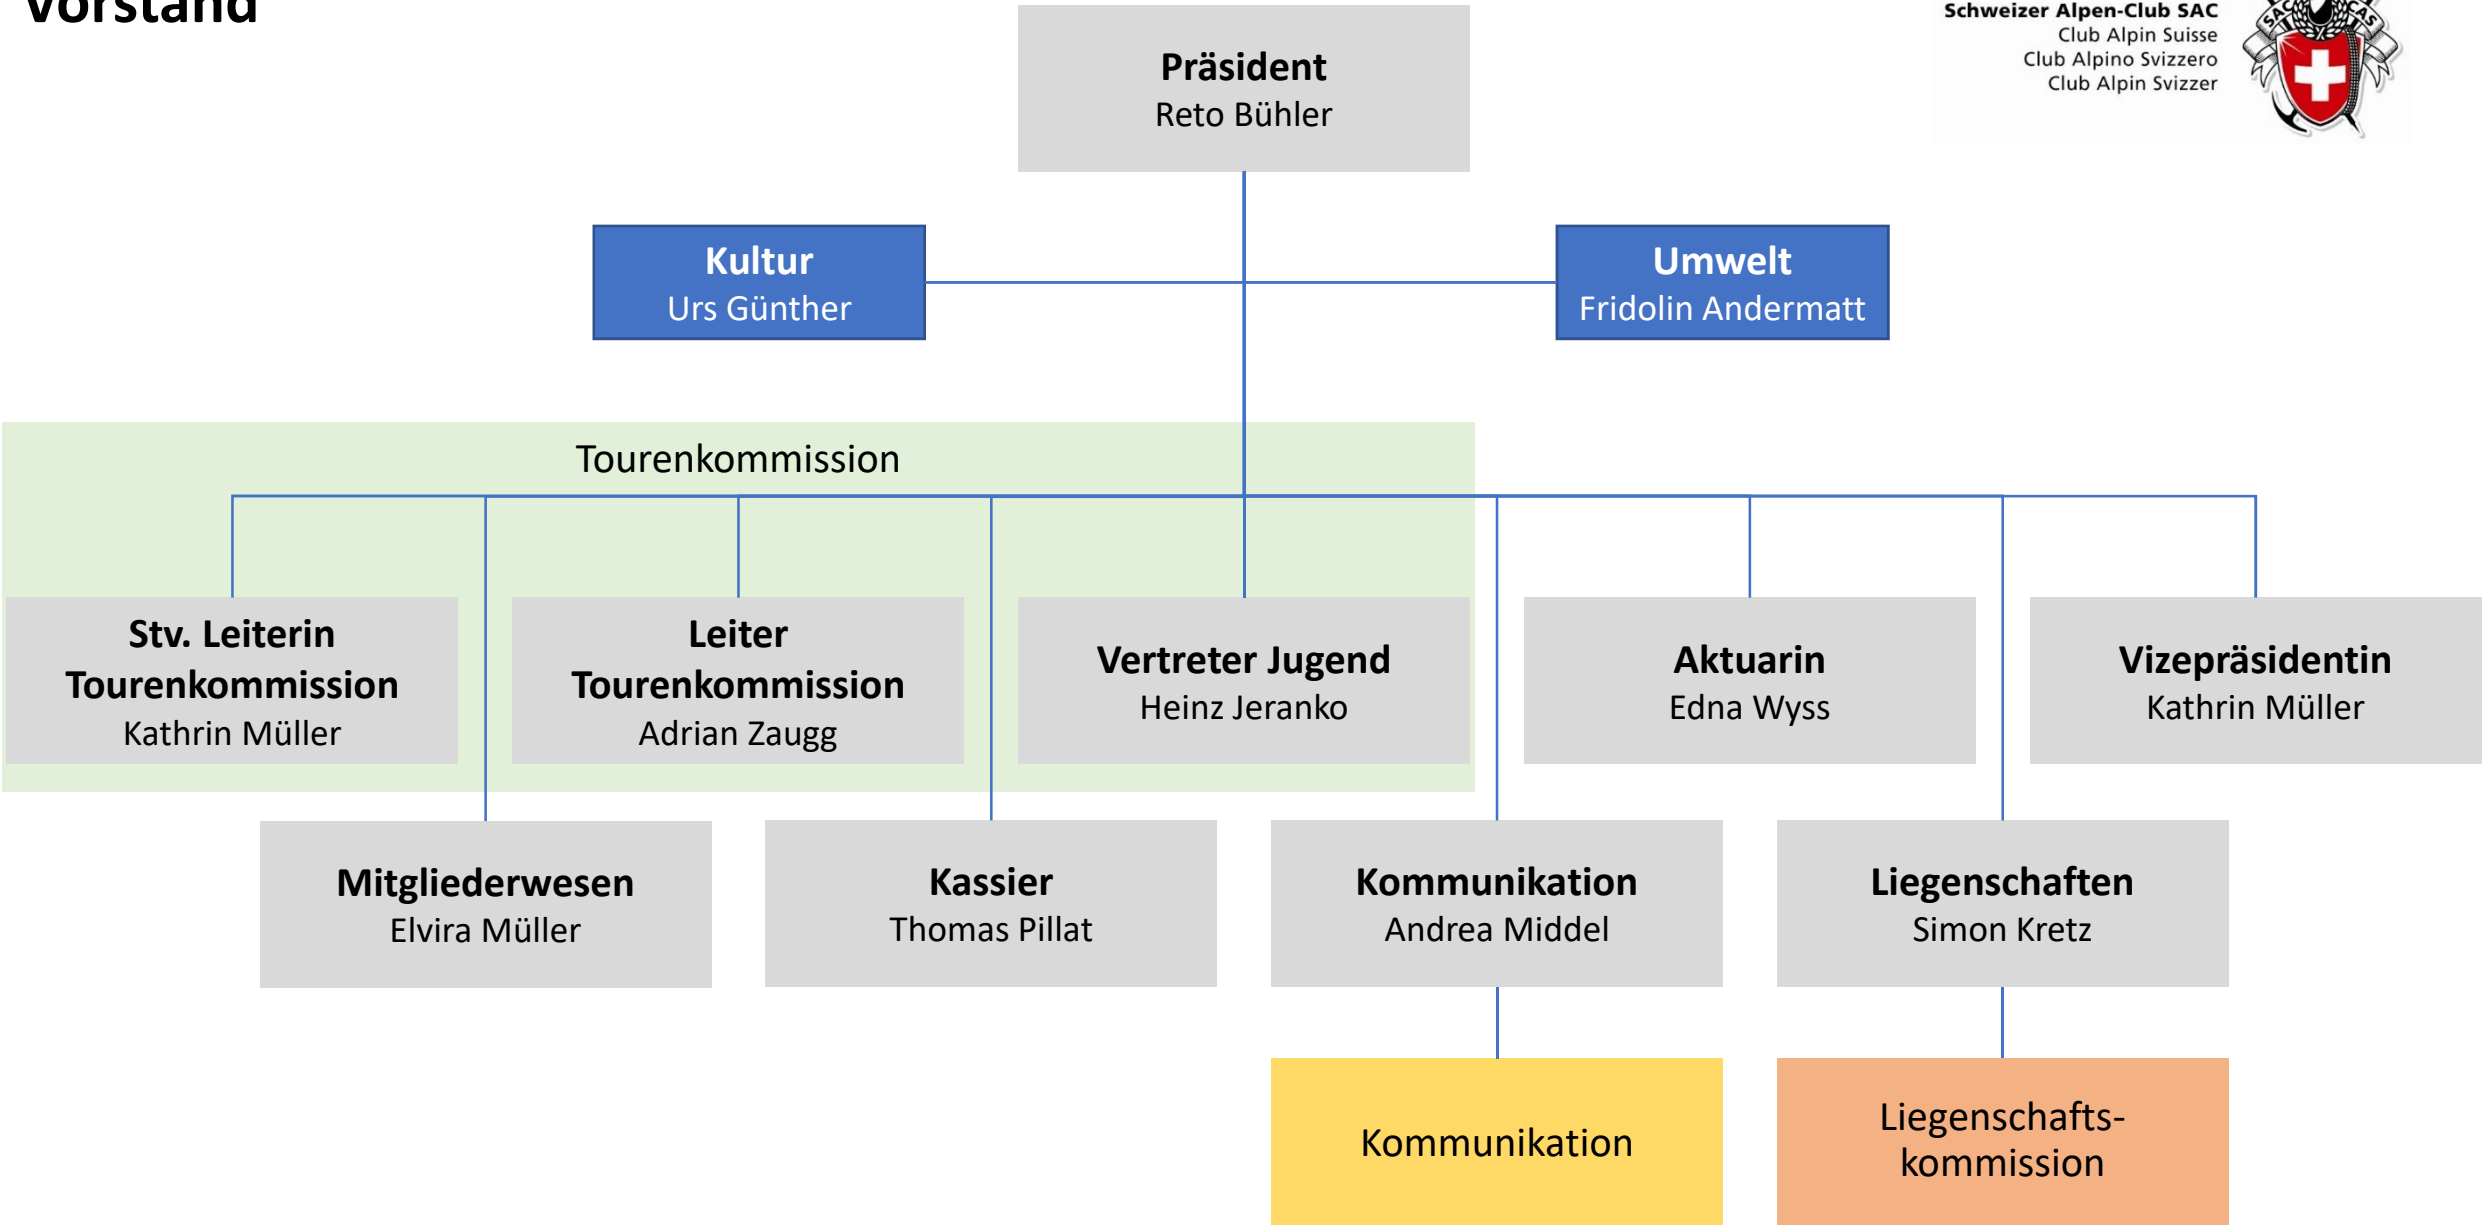 Vorstand
Schweizer Alpen-Club SAC
Club Alpin Suisse
Club Alpino Svizzero
Club Alpin Svizzer
SAC CAS
Präsident
Reto Bühler
Kultur
Urs Günther
Umwelt
Fridolin Andermatt
Tourenkommission
Stv. Leiterin
Tourenkommission
Kathrin Müller
Leiter
Tourenkommission
Adrian Zaugg
Vertreter Jugend
Heinz Jeranko
Aktuarin
Edna Wyss
Vizepräsidentin
Kathrin Müller
Mitgliederwesen
Elvira Müller
Kassier
Thomas Pillat
Kommunikation
Andrea Middel
Liegenschaften
Simon Kretz
Kommunikation
Liegenschafts-
kommission